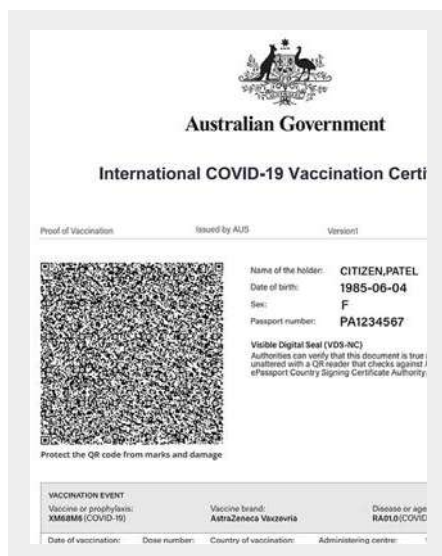 Australian Government
International COVID-19 Vaccination Certi
Proof of Vaccination Issued by AUS Version1
Name of the holder: CITIZEN,PATEL
Date of birth: 1985-06-04
Sex: F
Passport number: PA1234567
Visible Digital Seal (VDS-NC)
Authorities can verify that this document is true
unaltered with a QR reader that checks against
ePassport Country Signing Certificate Authority
Protect the QR code from marks and damage
VACCINATION EVENT
Vaccine or prophylaxis: Vaccine brand: Disease or age
XM68M6 (COVID-19) AstraZeneca Vaxzevria RA01.0 (COVID
Date of vaccination: Dose number: Country of vaccination: Administering centre: